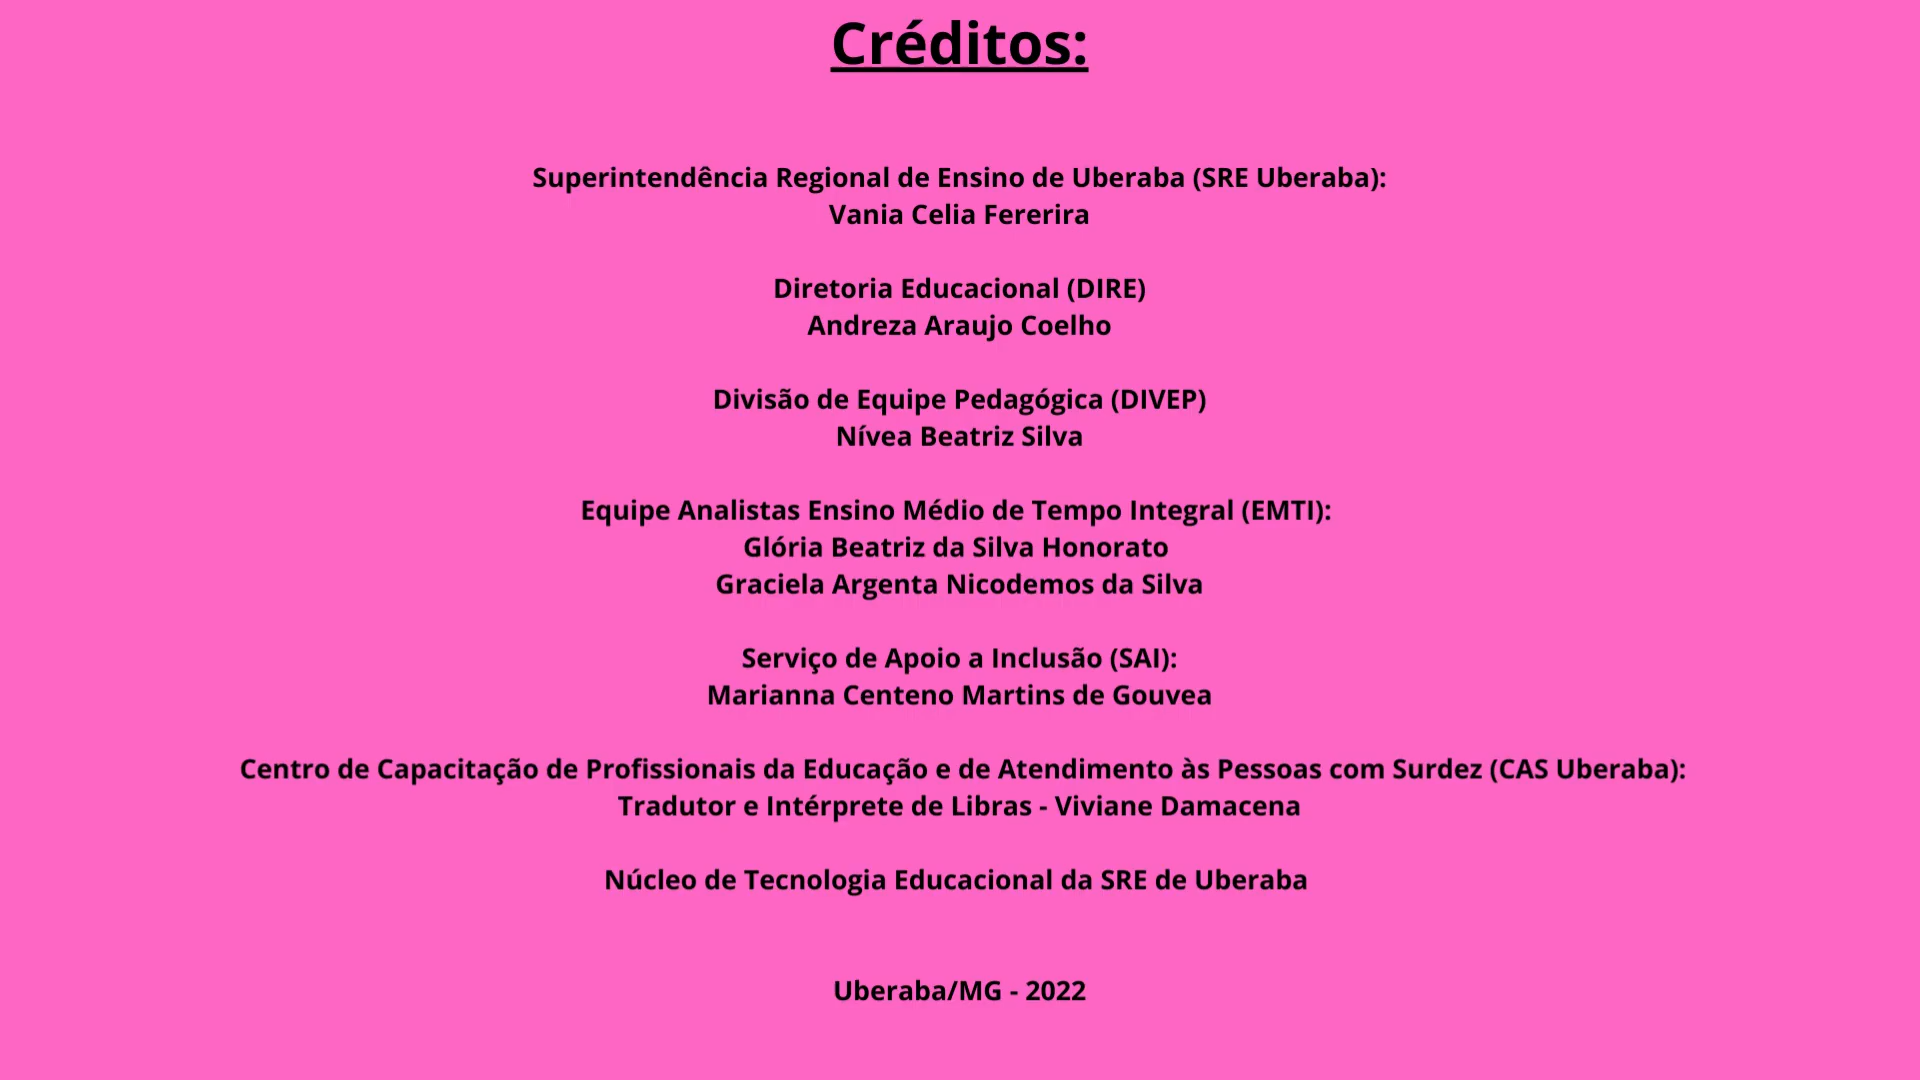 Créditos:
Superintendência Regional de Ensino de Uberaba (SRE Uberaba):
Vania Celia Fererira
Diretoria Educacional (DIRE)
Andreza Araujo Coelho
Divisão de Equipe Pedagógica (DIVEP)
Nívea Beatriz Silva
Equipe Analistas Ensino Médio de Tempo Integral (EMTI):
Glória Beatriz da Silva Honorato
Graciela Argenta Nicodemos da Silva
Serviço de Apoio a Inclusão (SAI):
Marianna Centeno Martins de Gouvea
Centro de Capacitação de Profissionais da Educação e de Atendimento às Pessoas com Surdez (CAS Uberaba):
Tradutor e Intérprete de Libras - Viviane Damacena
Núcleo de Tecnologia Educacional da SRE de Uberaba
Uberaba/MG - 2022